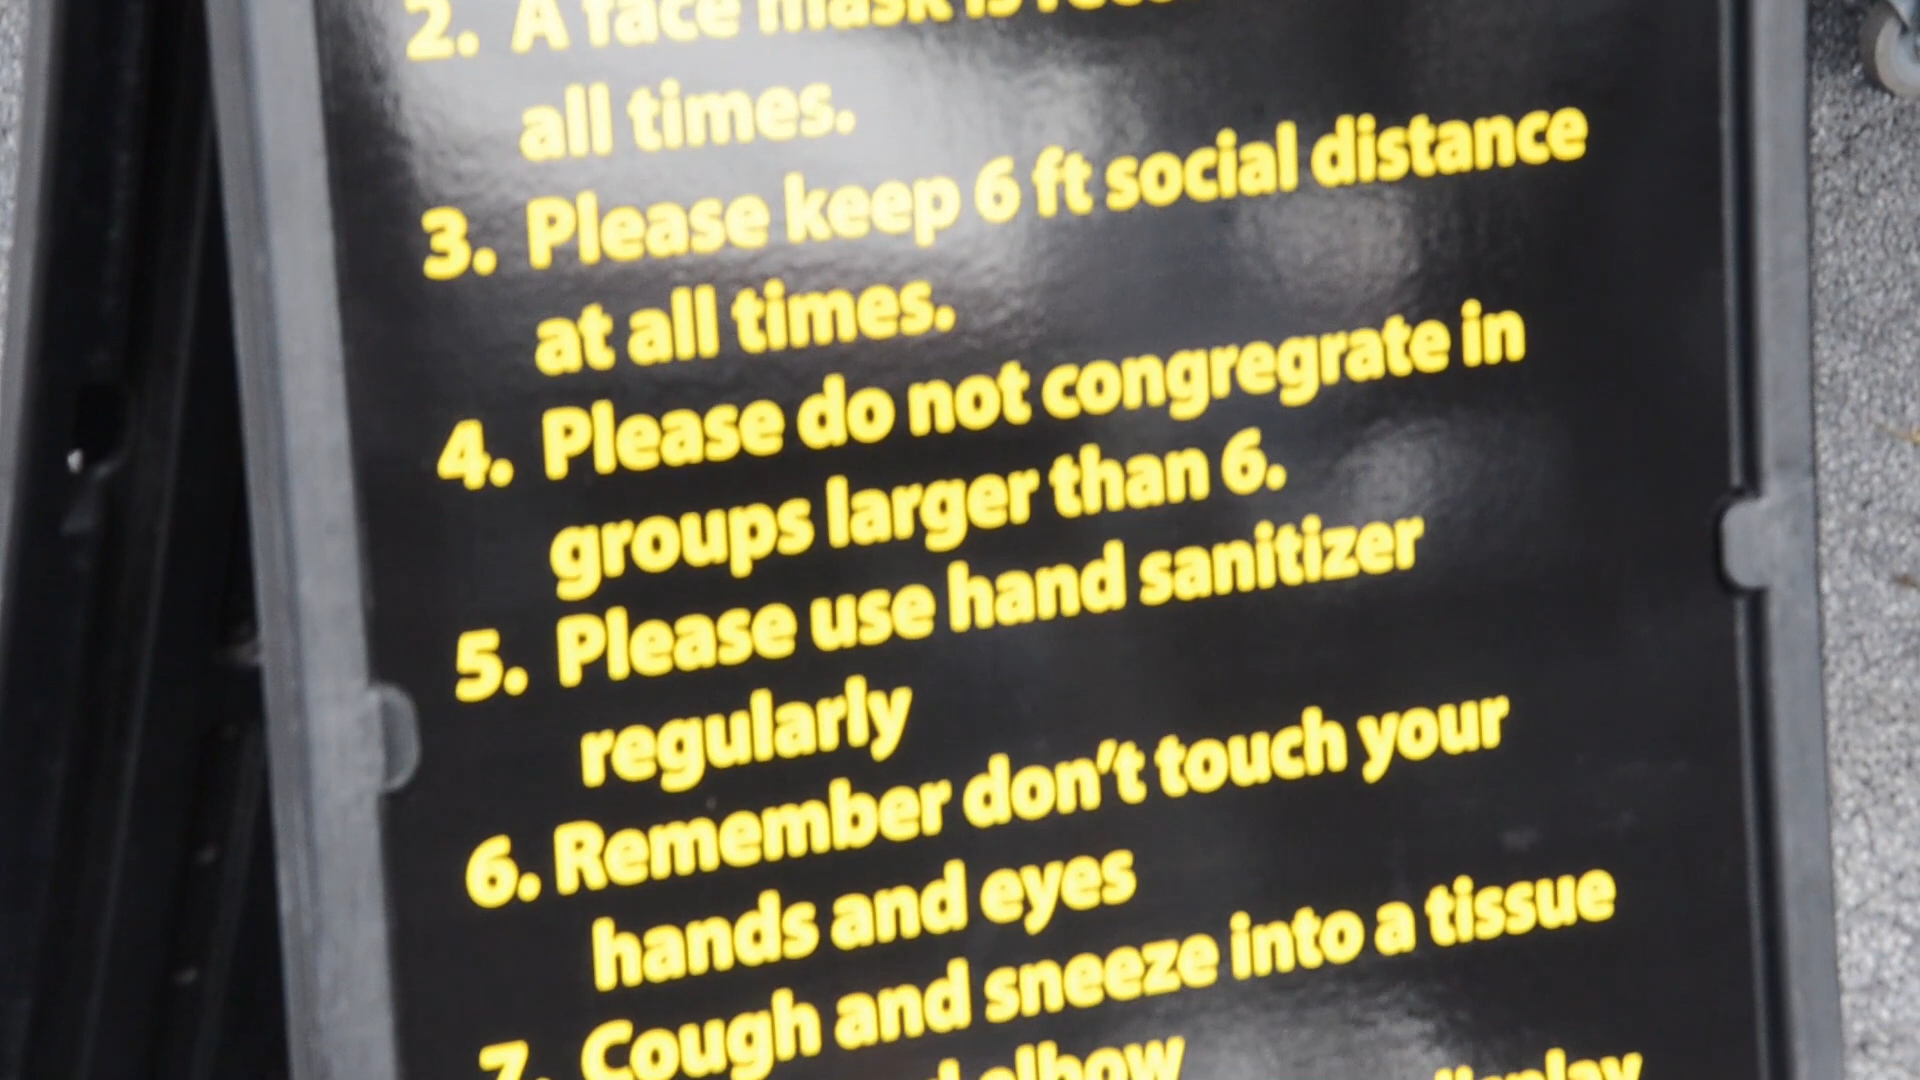 2. A face mask is
all times.
3. Please keep 6 ft social distance
at all times.
4. Please do not congregrate in
groups larger than 6.
5. Please use hand sanitizer
regularly
6. Remember don't touch your
hands and eyes
7. Cough and sneeze into a tissue
elbow
display